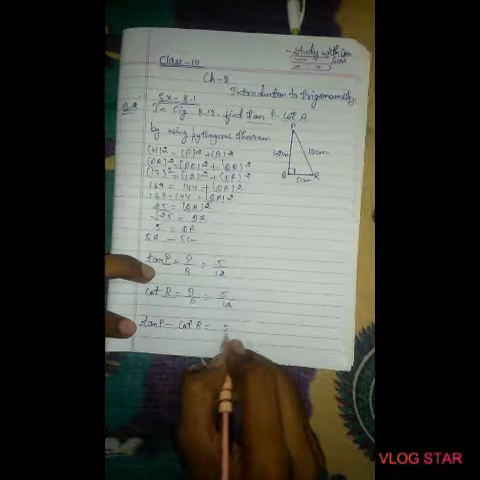 - study with
Class-10
Ch-8
Introduction to Trigonometry
Ex-8.1
In Fig 8.13, find tan P - cot R
P
by using pythagoras theorem
12cm 13cm
(H)² = (P)² + (B)²
(PR)² = (PQ)² + (QR)²
(13)² = (12)² + (QR)²
Q R
5cm
169 = 144 + (QR)²
169-144 = (QR)²
25 = (QR)²
√25 = QR
5 = QR
QR = 5cm
tan P = P/B = 5/12
cot R = B/P = 5/12
tan P - cot R = 5
VLOG STAR